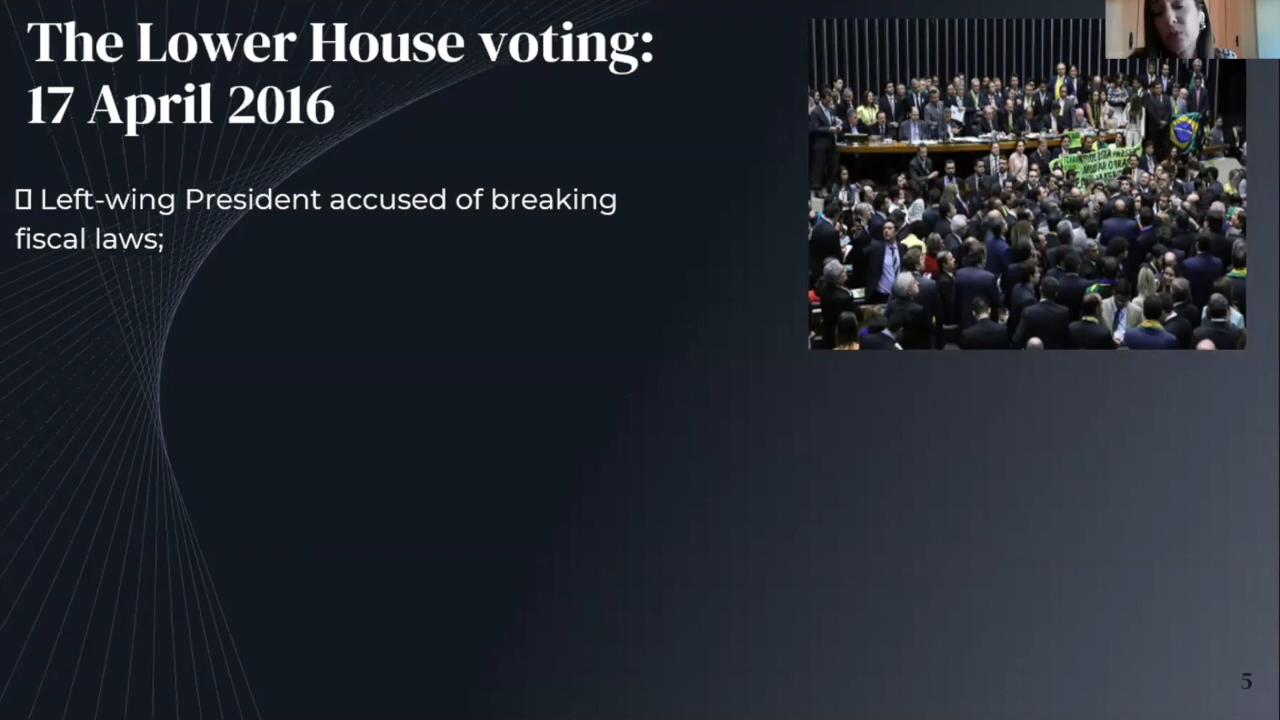 The Lower House voting:
17 April 2016
▯ Left-wing President accused of breaking
fiscal laws;
5